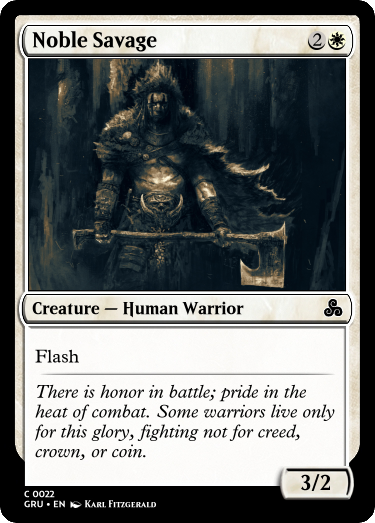 Noble Savage 2
Creature — Human Warrior
Flash
There is honor in battle; pride in the
heat of combat. Some warriors live only
for this glory, fighting not for creed,
crown, or coin.
3/2
C 0022
GRU • EN Karl Fitzgerald